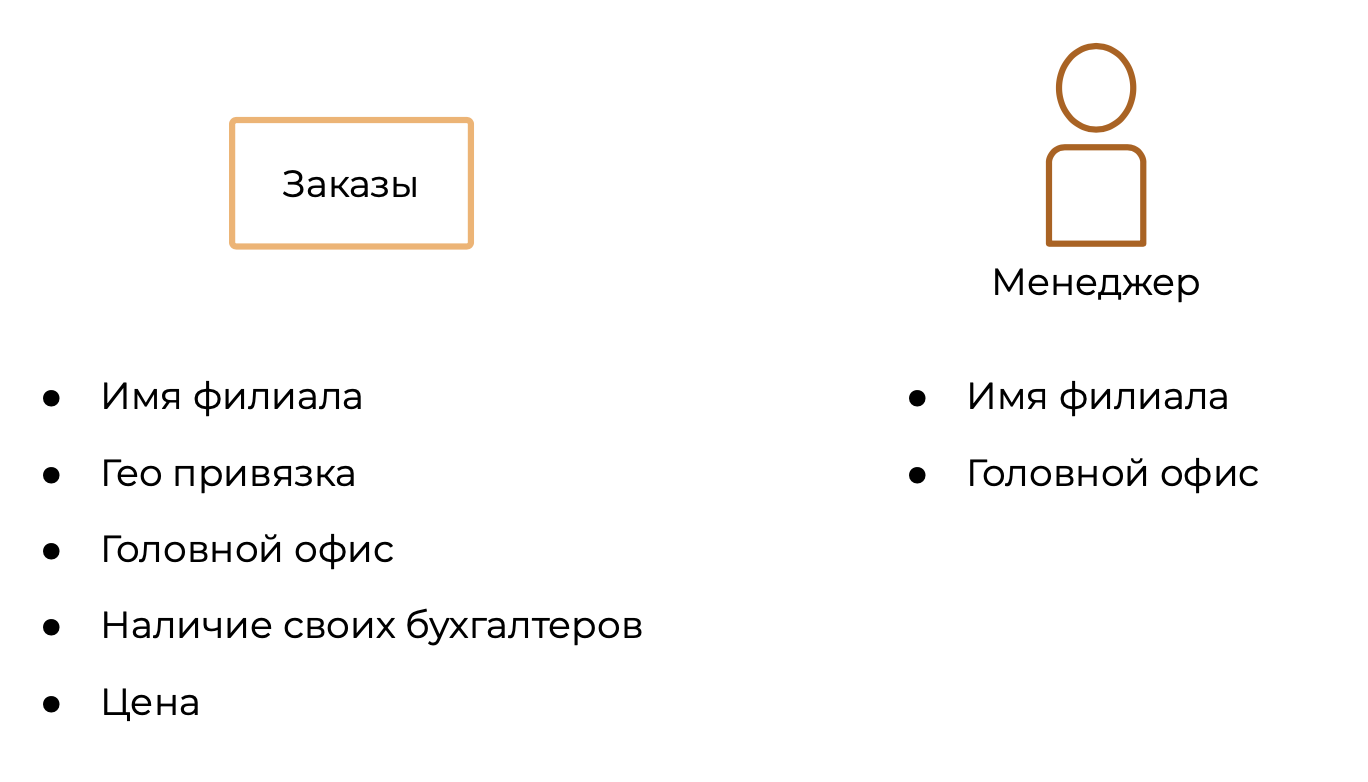 Заказы
Менеджер
● Имя филиала
● Гео привязка
● Головной офис
● Наличие своих бухгалтеров
● Цена
● Имя филиала
● Головной офис